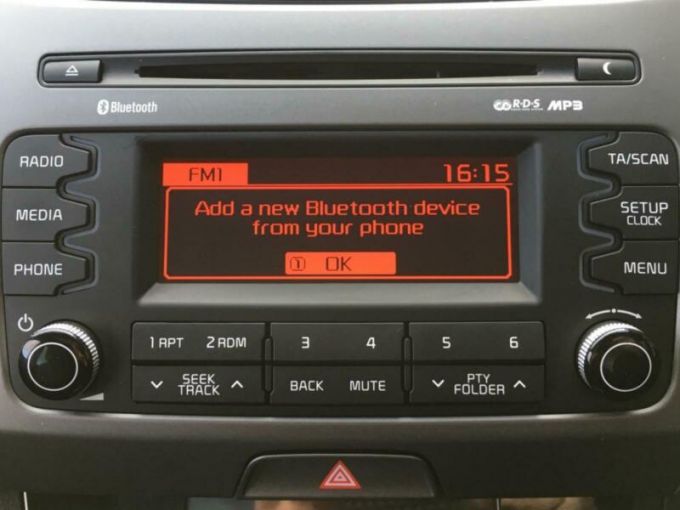 Bluetooth
R·D·S MP3
RADIO
TA/SCAN
MEDIA
SETUP
CLOCK
PHONE
MENU
FM1 16:15
Add a new Bluetooth device
from your phone
1 OK
1 RPT 2 RDM 3 4 5 6
SEEK
TRACK
BACK MUTE
PTY
FOLDER